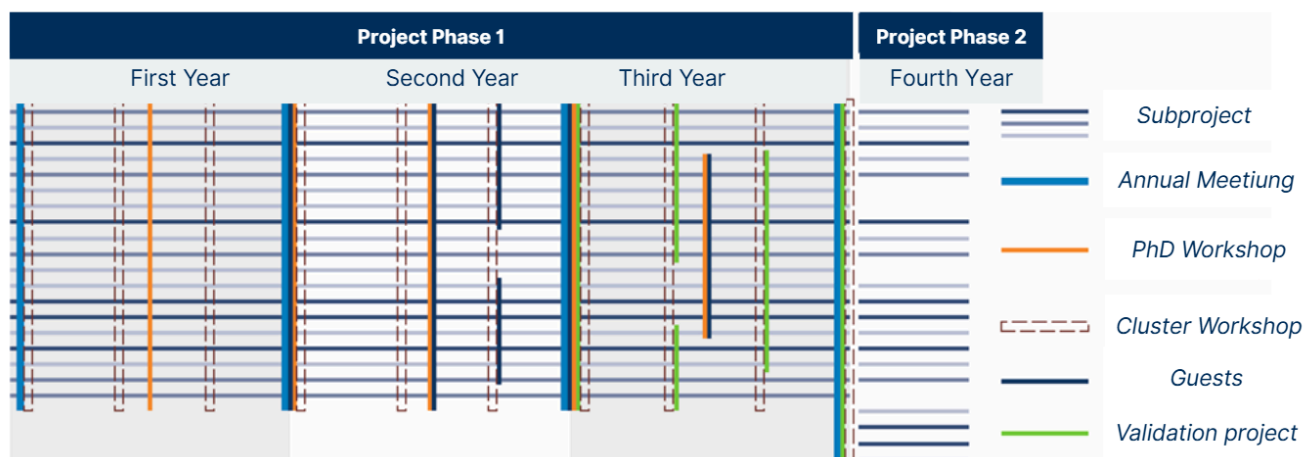 Project Phase 1
Project Phase 2
First Year
Second Year
Third Year
Fourth Year
Subproject
Annual Meetiung
PhD Workshop
Cluster Workshop
Guests
Validation project